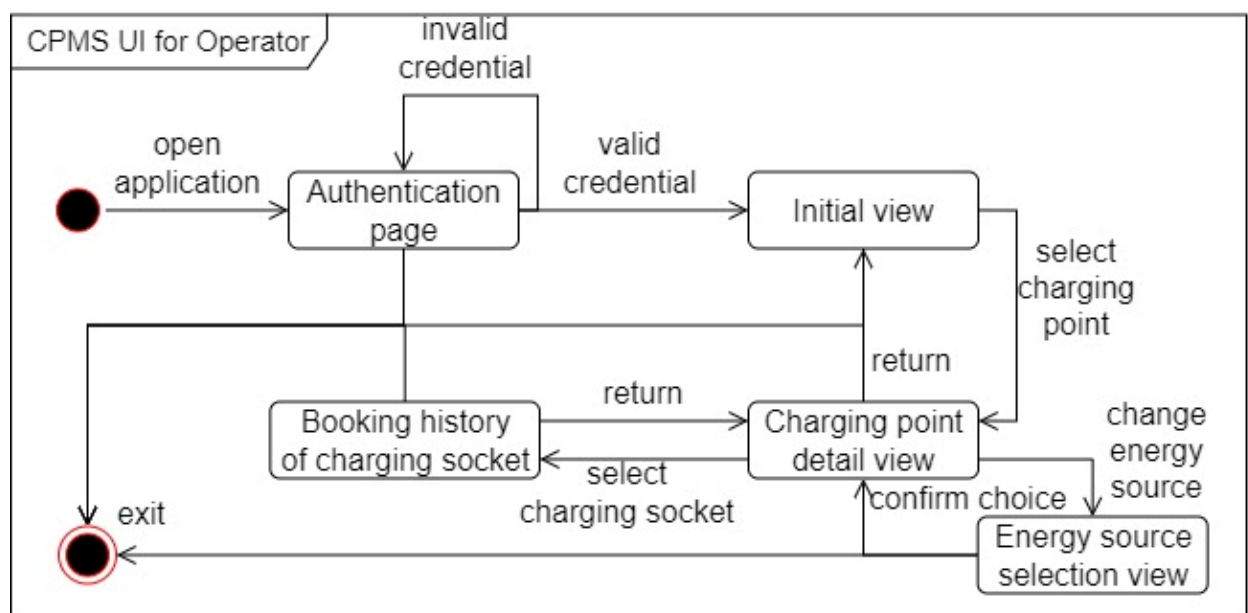 CPMS UI for Operator
invalid
credential
open
application
valid
credential
Authentication
page
Initial view
select
charging
point
return
return
Booking history
of charging socket
Charging point
detail view
change
energy
source
select
charging socket
confirm choice
exit
Energy source
selection view